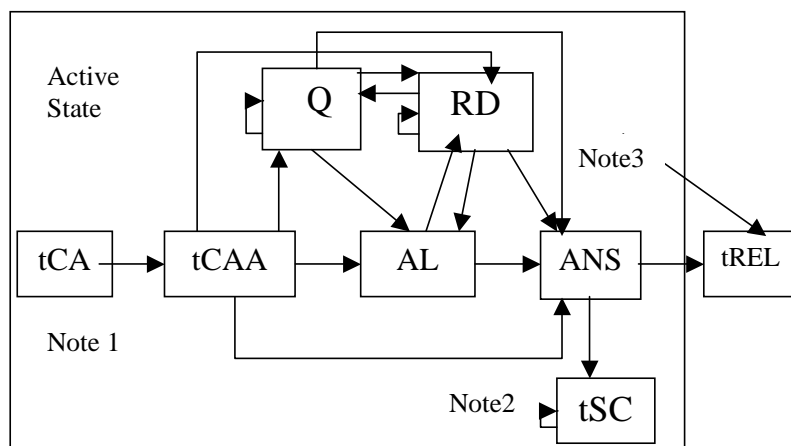 Active
State
Q
RD
Note3
tCA
tCAA
AL
ANS
tREL
Note 1
Note2
tSC